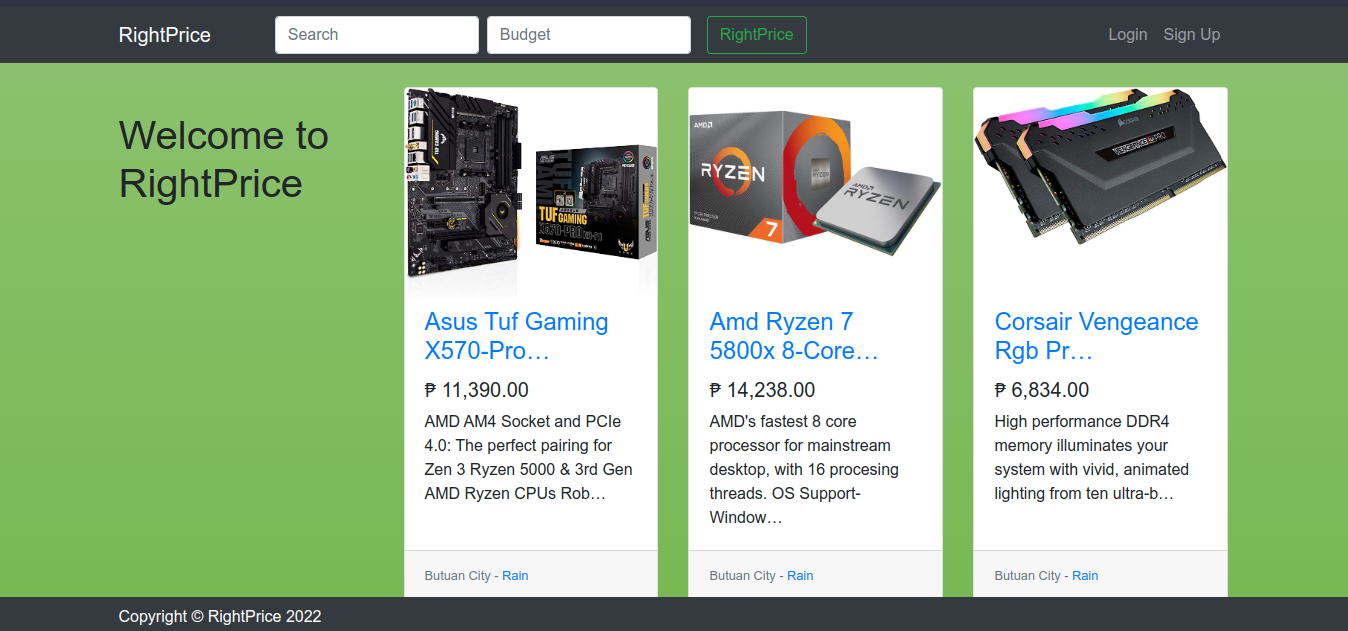 RightPrice
Search
Budget
RightPrice
Login
Sign Up
Welcome to
RightPrice
TUF GAMING
X570-PRO
AMD
RYZEN
7
AMD
RYZEN
CORSAIR
VENGEANCE RGB PRO
Asus Tuf Gaming
X570-Pro…
₱ 11,390.00
AMD AM4 Socket and PCIe
4.0: The perfect pairing for
Zen 3 Ryzen 5000 & 3rd Gen
AMD Ryzen CPUs Rob…
Butuan City - Rain
Amd Ryzen 7
5800x 8-Core…
₱ 14,238.00
AMD's fastest 8 core
processor for mainstream
desktop, with 16 procesing
threads. OS Support-
Window…
Butuan City - Rain
Corsair Vengeance
Rgb Pr…
₱ 6,834.00
High performance DDR4
memory illuminates your
system with vivid, animated
lighting from ten ultra-b…
Butuan City - Rain
Copyright © RightPrice 2022